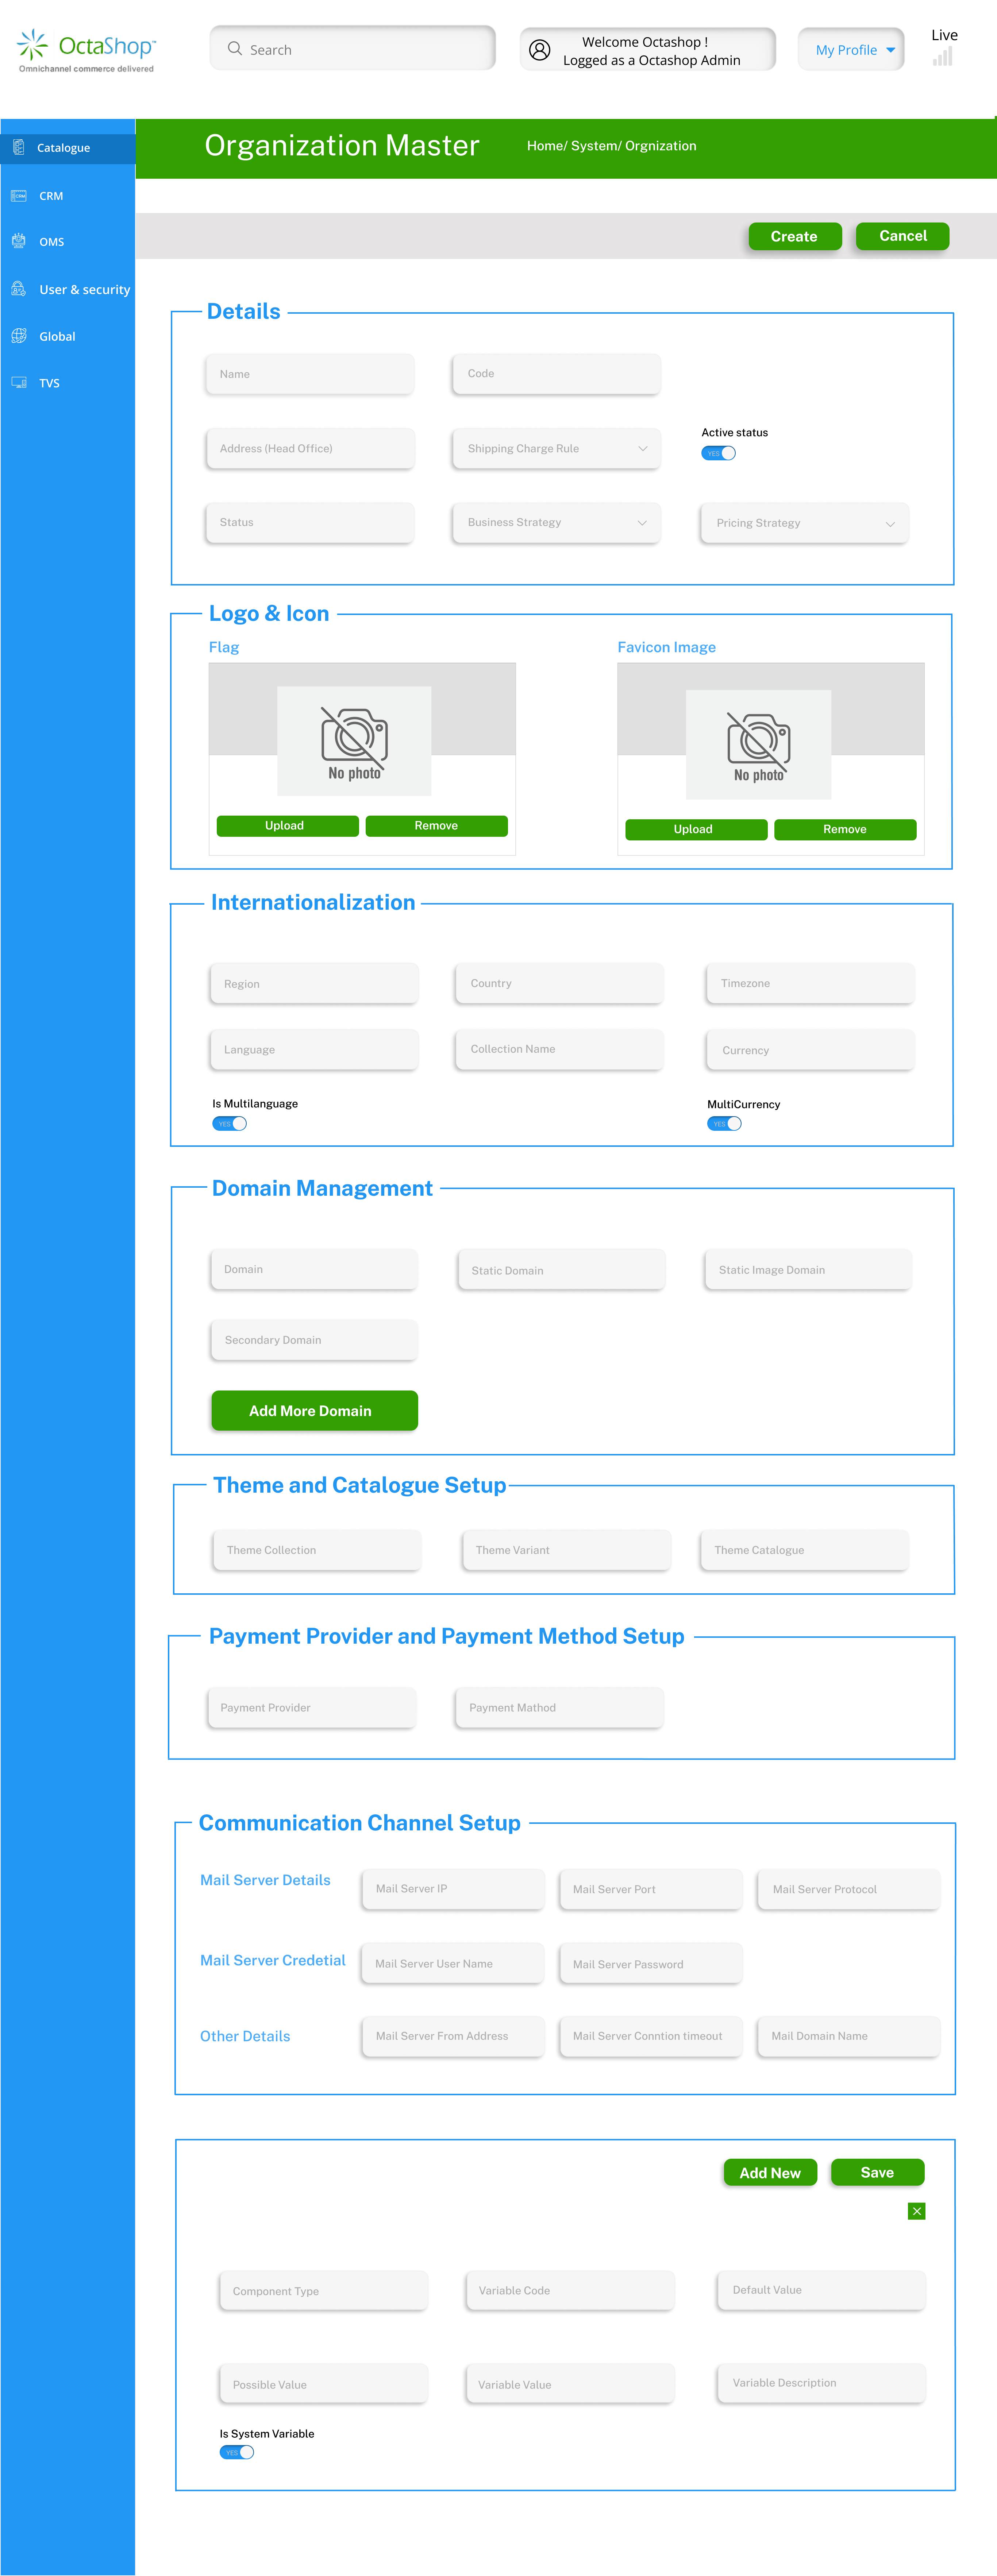 OctaShop™
Omnichannel commerce delivered
Search
Welcome Octashop !
Logged as a Octashop Admin
My Profile
Live
Catalogue
CRM
CRM
OMS
User & security
Global
TVS
Organization Master
Home/ System/ Orgnization
Create
Cancel
Details
Name
Code
Address (Head Office)
Shipping Charge Rule
Active status
YES
Status
Business Strategy
Pricing Strategy
Logo & Icon
Flag
Favicon Image
No photo
No photo
Upload
Remove
Upload
Remove
Internationalization
Region
Country
Timezone
Language
Collection Name
Currency
Is Multilanguage
YES
MultiCurrency
YES
Domain Management
Domain
Static Domain
Static Image Domain
Secondary Domain
Add More Domain
Theme and Catalogue Setup
Theme Collection
Theme Variant
Theme Catalogue
Payment Provider and Payment Method Setup
Payment Provider
Payment Mathod
Communication Channel Setup
Mail Server Details
Mail Server IP
Mail Server Port
Mail Server Protocol
Mail Server Credetial
Mail Server User Name
Mail Server Password
Other Details
Mail Server From Address
Mail Server Conntion timeout
Mail Domain Name
Add New
Save
Component Type
Variable Code
Default Value
Possible Value
Variable Value
Variable Description
Is System Variable
YES